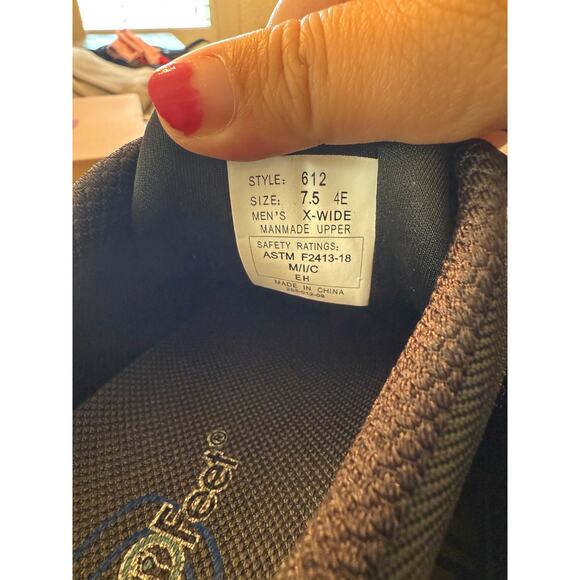 STYLE: 612
SIZE: 7.5 4E
MEN'S X-WIDE
MANMADE UPPER
SAFETY RATINGS:
ASTM F2413-18
M/I/C
EH
MADE IN CHINA
Feet®